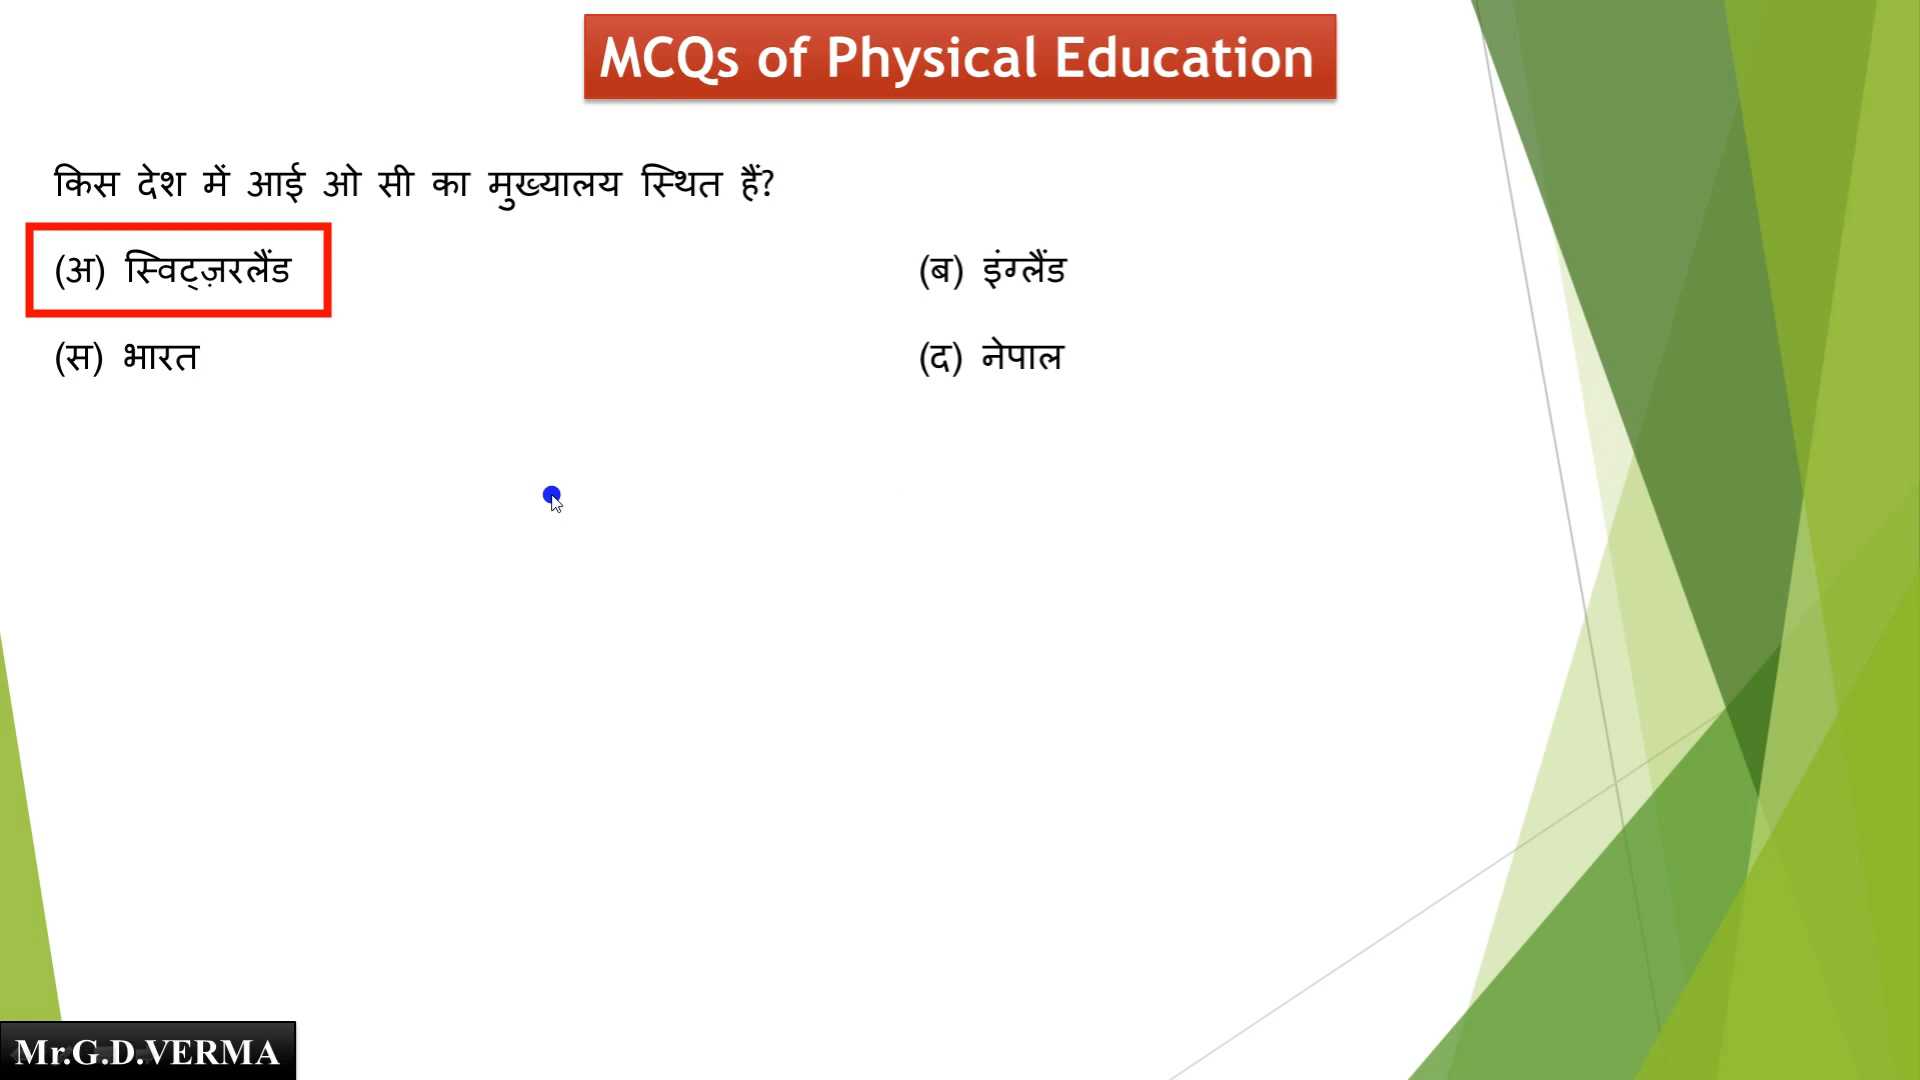 MCQs of Physical Education
किस देश में आई ओ सी का मुख्यालय स्थित हैं?
(अ) स्विट्ज़रलैंड (ब) इंग्लैंड
(स) भारत (द) नेपाल
Mr.G.D.VERMA